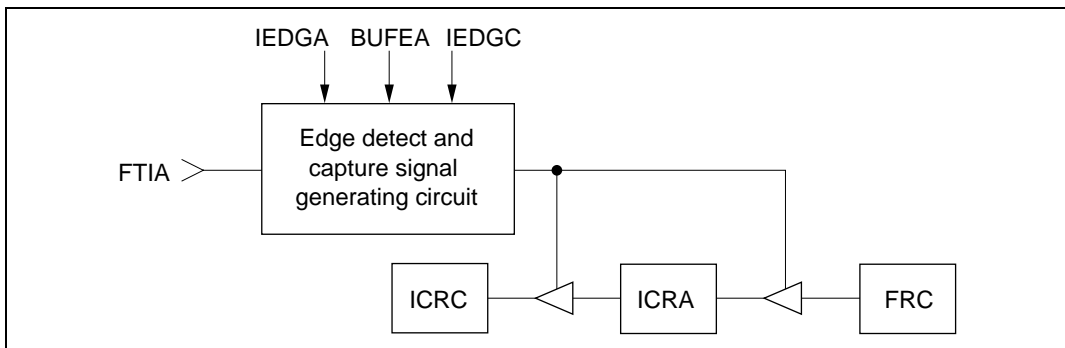 IEDGA BUFEA IEDGC
FTIA
Edge detect and
capture signal
generating circuit
ICRC ICRA FRC